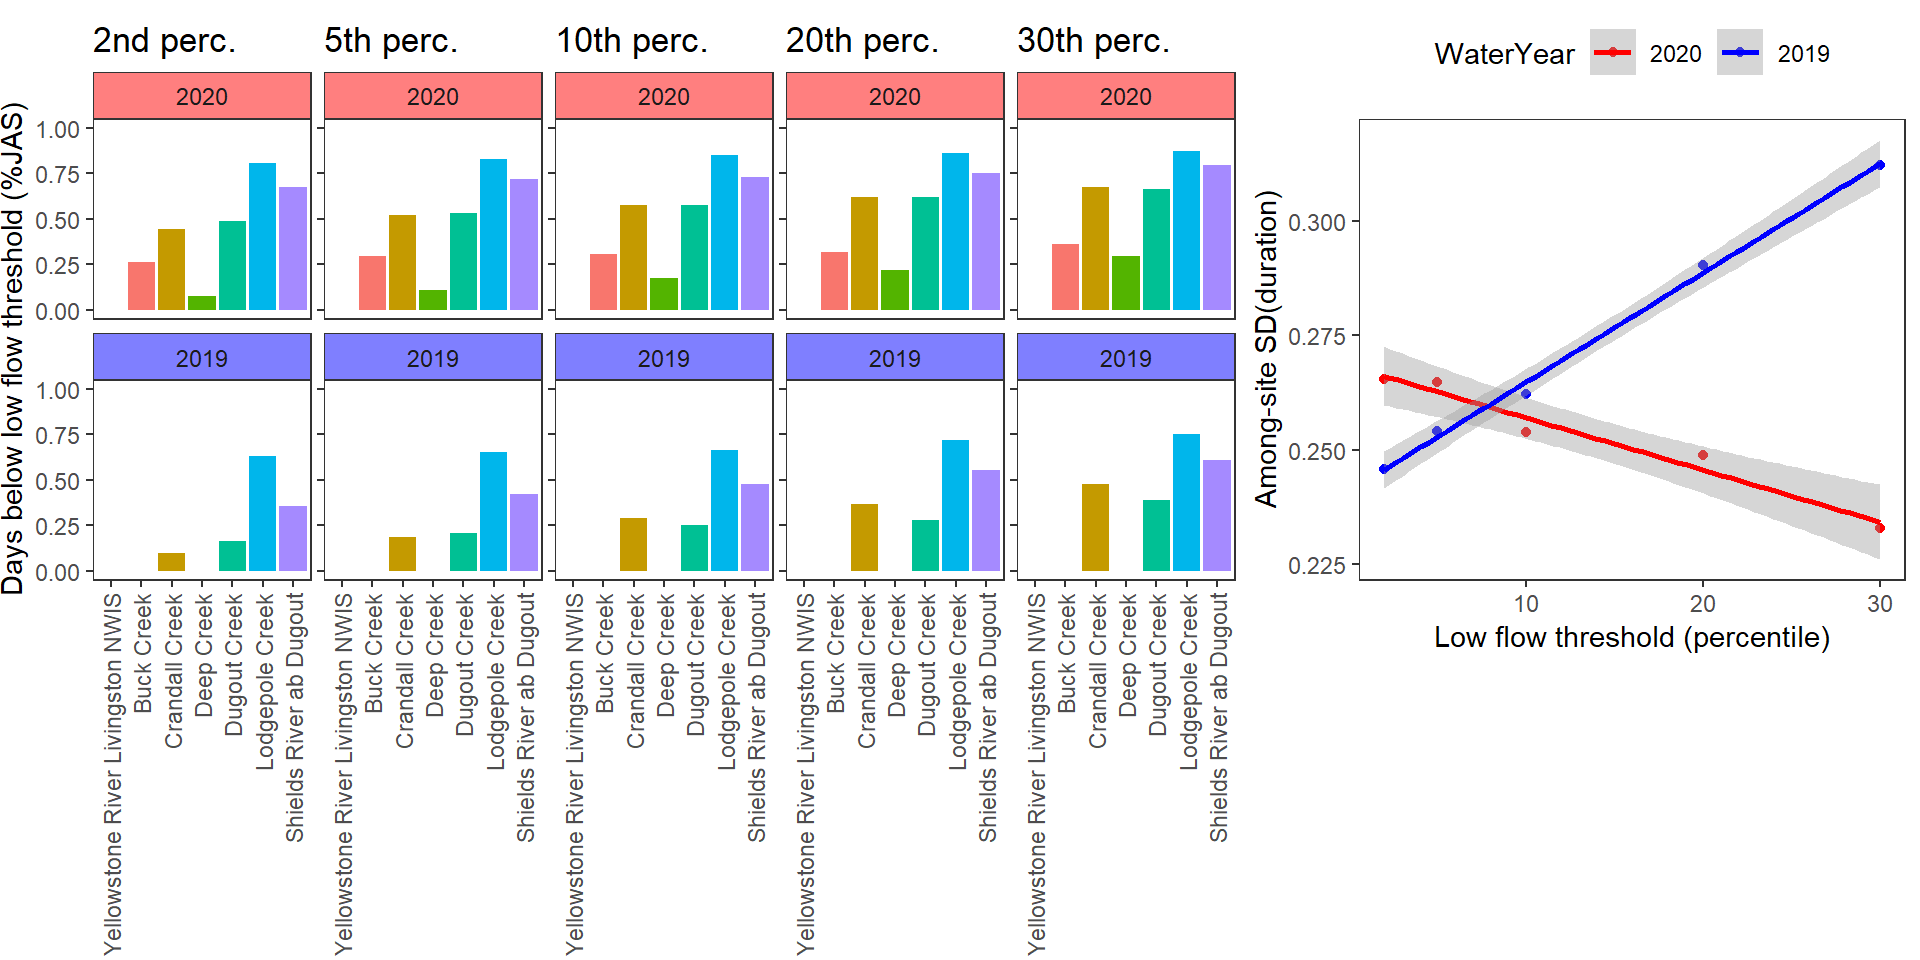 2nd perc.
5th perc.
10th perc.
20th perc.
30th perc.
2020
2020
2020
2020
2020
Days below low flow threshold (%JAS)
1.00
0.75
0.50
0.25
0.00
2019
2019
2019
2019
2019
1.00
0.75
0.50
0.25
0.00
Yellowstone River Livingston NWIS
Buck Creek
Crandall Creek
Deep Creek
Dugout Creek
Lodgepole Creek
Shields River ab Dugout
Yellowstone River Livingston NWIS
Buck Creek
Crandall Creek
Deep Creek
Dugout Creek
Lodgepole Creek
Shields River ab Dugout
Yellowstone River Livingston NWIS
Buck Creek
Crandall Creek
Deep Creek
Dugout Creek
Lodgepole Creek
Shields River ab Dugout
Yellowstone River Livingston NWIS
Buck Creek
Crandall Creek
Deep Creek
Dugout Creek
Lodgepole Creek
Shields River ab Dugout
Yellowstone River Livingston NWIS
Buck Creek
Crandall Creek
Deep Creek
Dugout Creek
Lodgepole Creek
Shields River ab Dugout
WaterYear 2020 2019
Among-site SD(duration)
0.300
0.275
0.250
0.225
10 20 30
Low flow threshold (percentile)